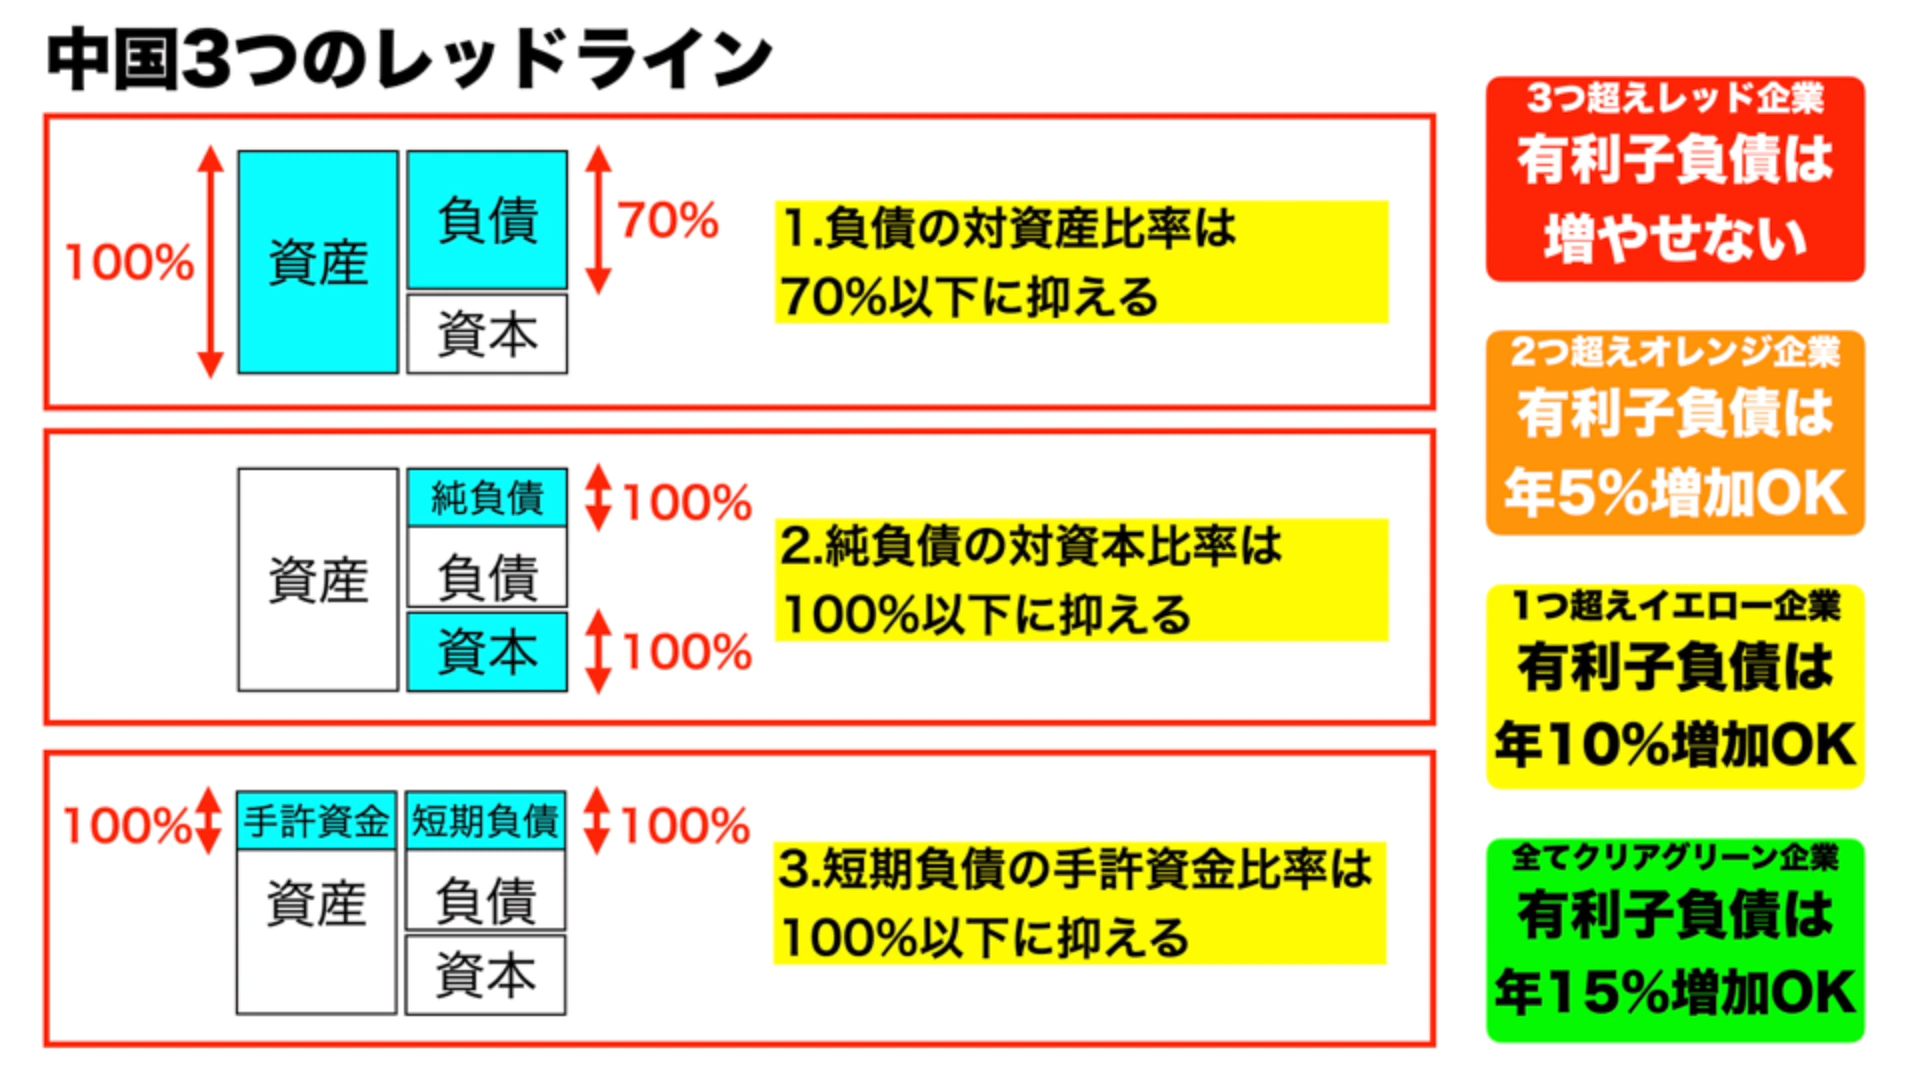 中国3つのレッドライン
100%
資産
負債
資本
70%
1.負債の対資産比率は
70%以下に抑える
資産
純負債
負債
資本
100%
100%
2.純負債の対資本比率は
100%以下に抑える
100%
手許資金
資産
短期負債
負債
資本
100%
3.短期負債の手許資金比率は
100%以下に抑える
3つ超えレッド企業
有利子負債は
増やせない
2つ超えオレンジ企業
有利子負債は
年5%増加OK
1つ超えイエロー企業
有利子負債は
年10%増加OK
全てクリアグリーン企業
有利子負債は
年15%増加OK